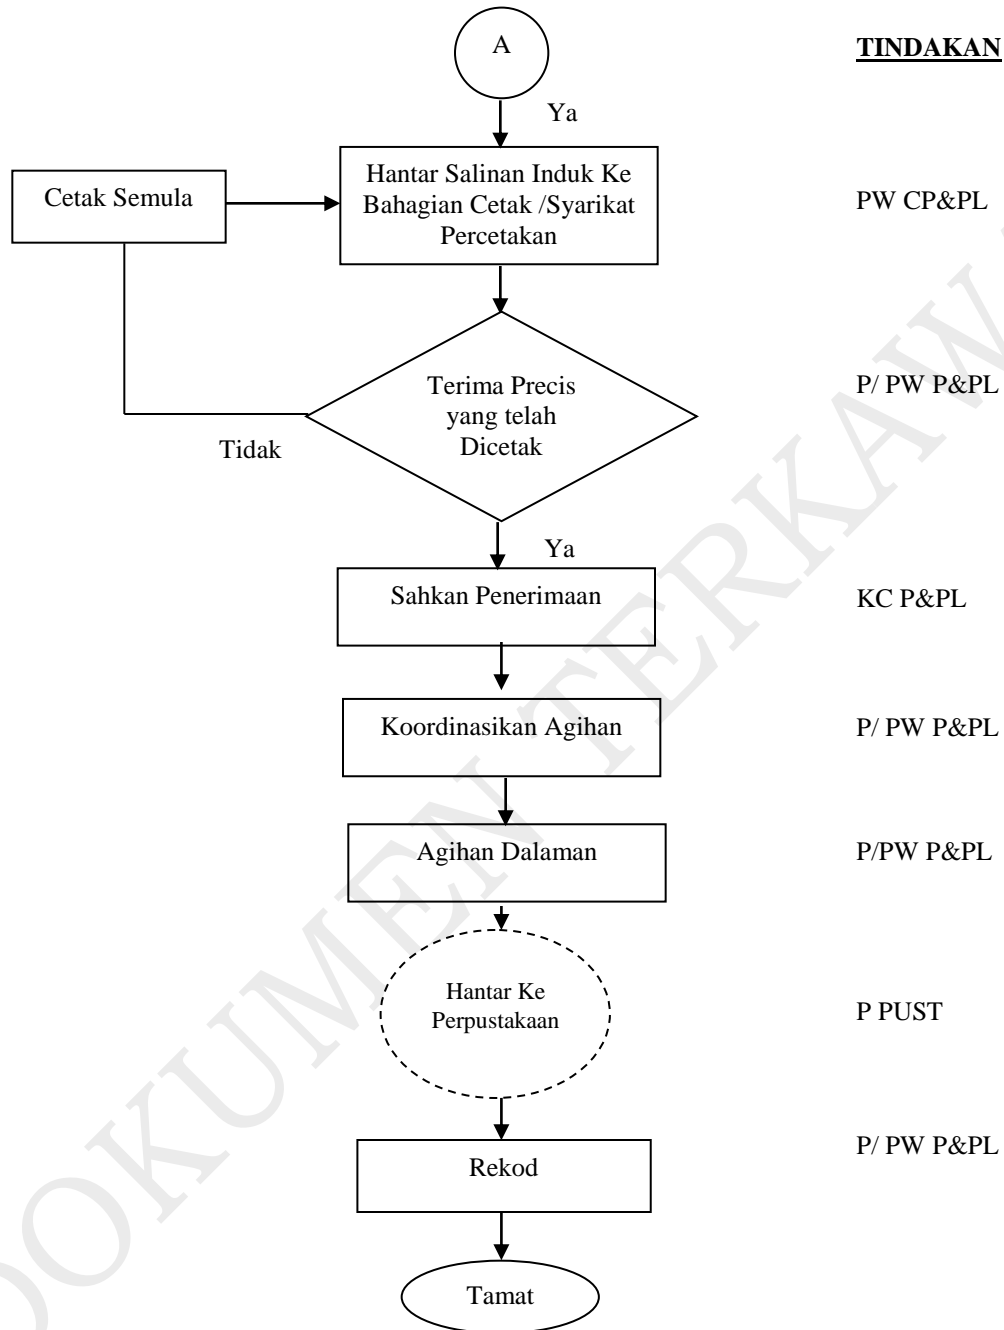 A
TINDAKAN
Ya
Cetak Semula
Hantar Salinan Induk Ke
Bahagian Cetak /Syarikat
Percetakan
PW CP&PL
Terima Precis
yang telah
Dicetak
P/ PW P&PL
Tidak
Ya
Sahkan Penerimaan
KC P&PL
Koordinasikan Agihan
P/ PW P&PL
Agihan Dalaman
P/PW P&PL
Hantar Ke
Perpustakaan
P PUST
Rekod
P/ PW P&PL
Tamat
DOKUMEN TERKAW